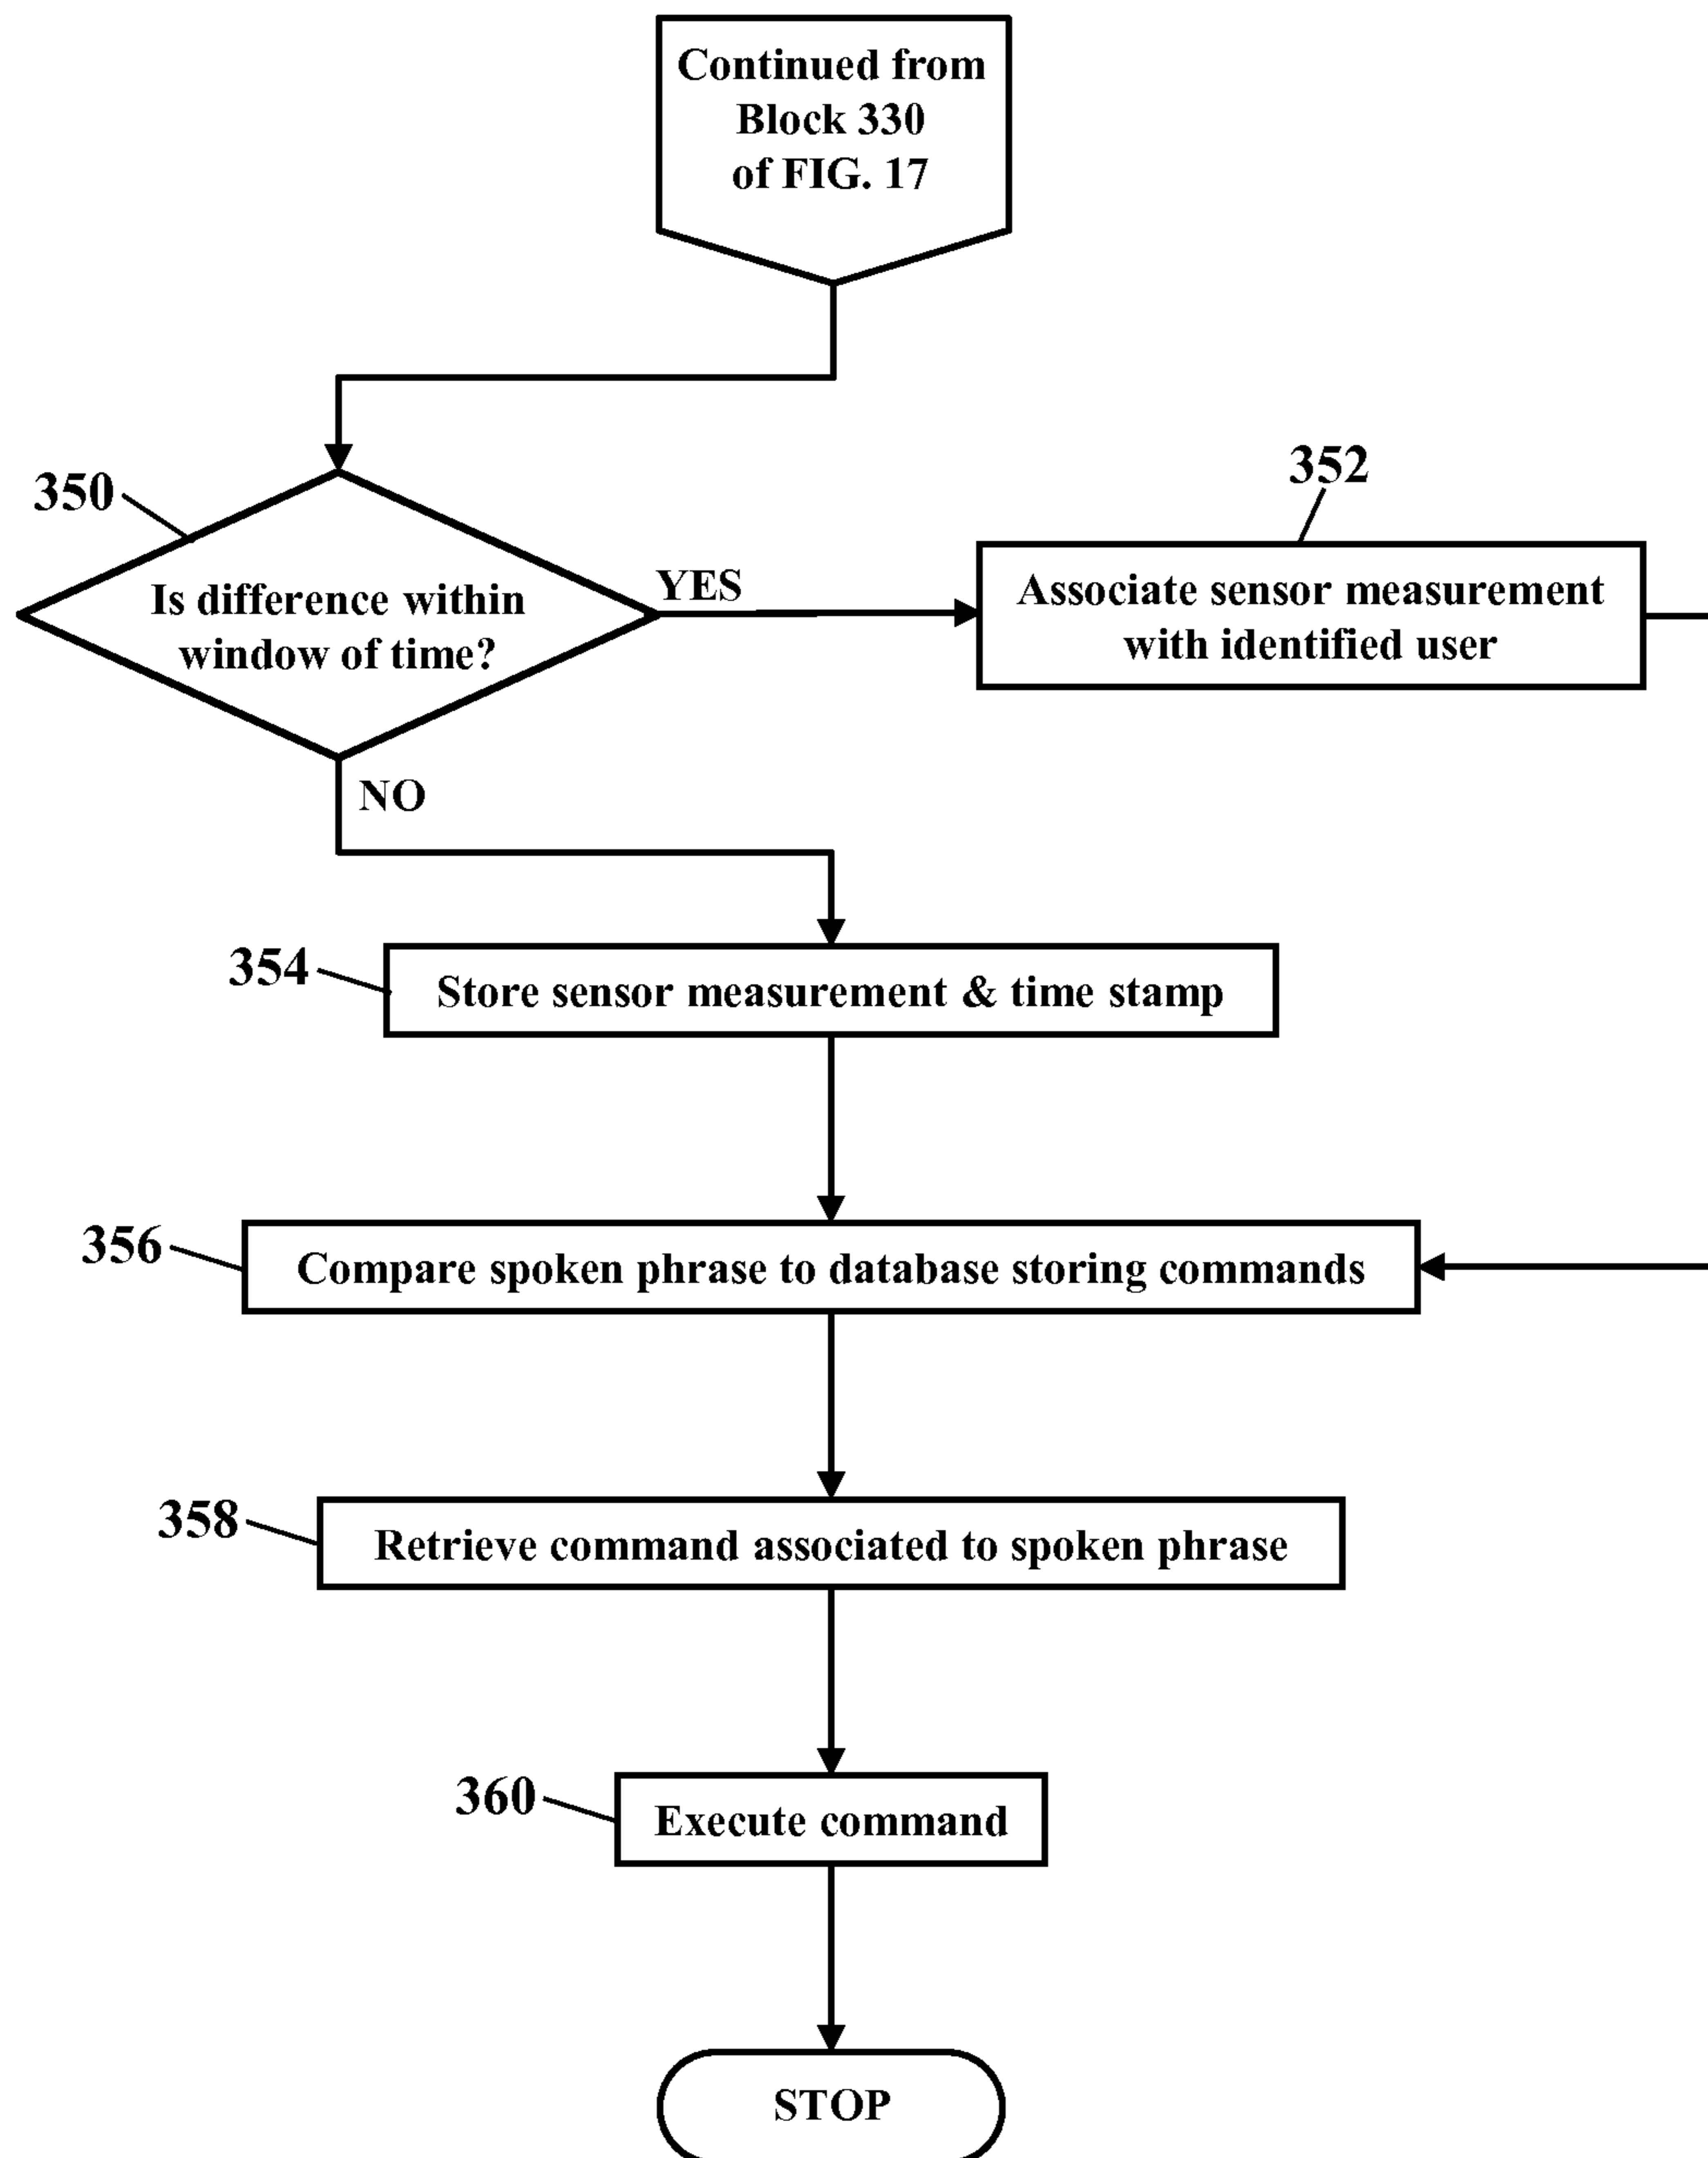 Continued from
Block 330
of FIG. 17
350
Is difference within
window of time?
YES
352
Associate sensor measurement
with identified user
NO
354
Store sensor measurement & time stamp
356
Compare spoken phrase to database storing commands
358
Retrieve command associated to spoken phrase
360
Execute command
STOP